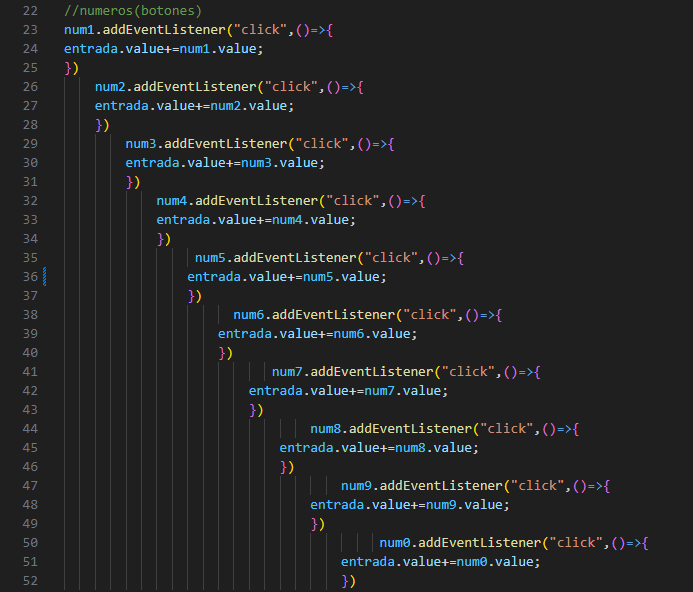 22 //numeros(botones)
23 num1.addEventListener("click",()=>{
24 entrada.value+=num1.value;
25 })
26 num2.addEventListener("click",()=>{
27 entrada.value+=num2.value;
28 })
29 num3.addEventListener("click",()=>{
30 entrada.value+=num3.value;
31 })
32 num4.addEventListener("click",()=>{
33 entrada.value+=num4.value;
34 })
35 num5.addEventListener("click",()=>{
36 entrada.value+=num5.value;
37 })
38 num6.addEventListener("click",()=>{
39 entrada.value+=num6.value;
40 })
41 num7.addEventListener("click",()=>{
42 entrada.value+=num7.value;
43 })
44 num8.addEventListener("click",()=>{
45 entrada.value+=num8.value;
46 })
47 num9.addEventListener("click",()=>{
48 entrada.value+=num9.value;
49 })
50 num0.addEventListener("click",()=>{
51 entrada.value+=num0.value;
52 })